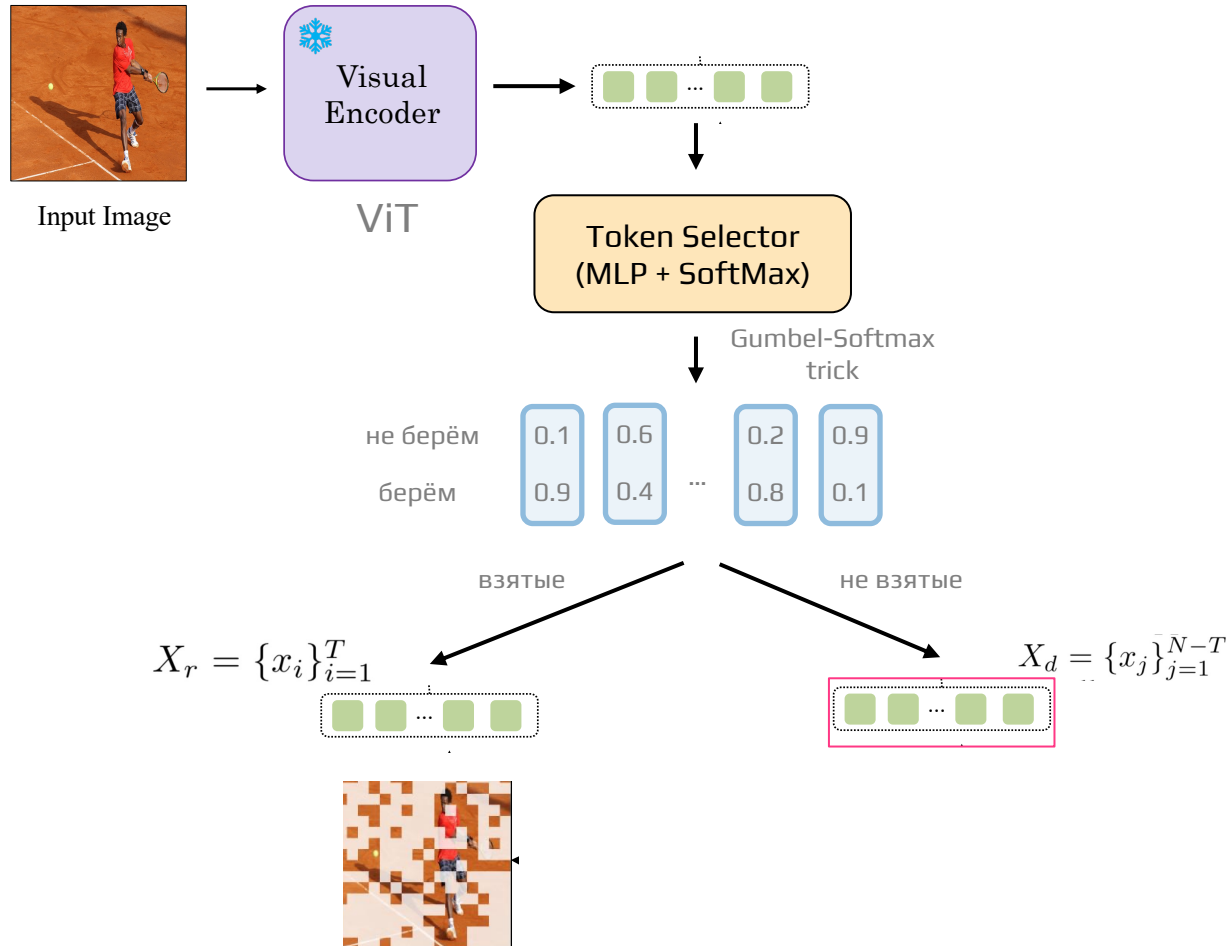 Visual
Encoder
...
Input Image
ViT
Token Selector
(MLP + SoftMax)
Gumbel-Softmax
trick
не берём 0.1 0.6 0.2 0.9
берём 0.9 0.4 ... 0.8 0.1
взятые
не взятые
X_r = {x_i}_{i=1}^T
X_d = {x_j}_{j=1}^{N-T}
...
...